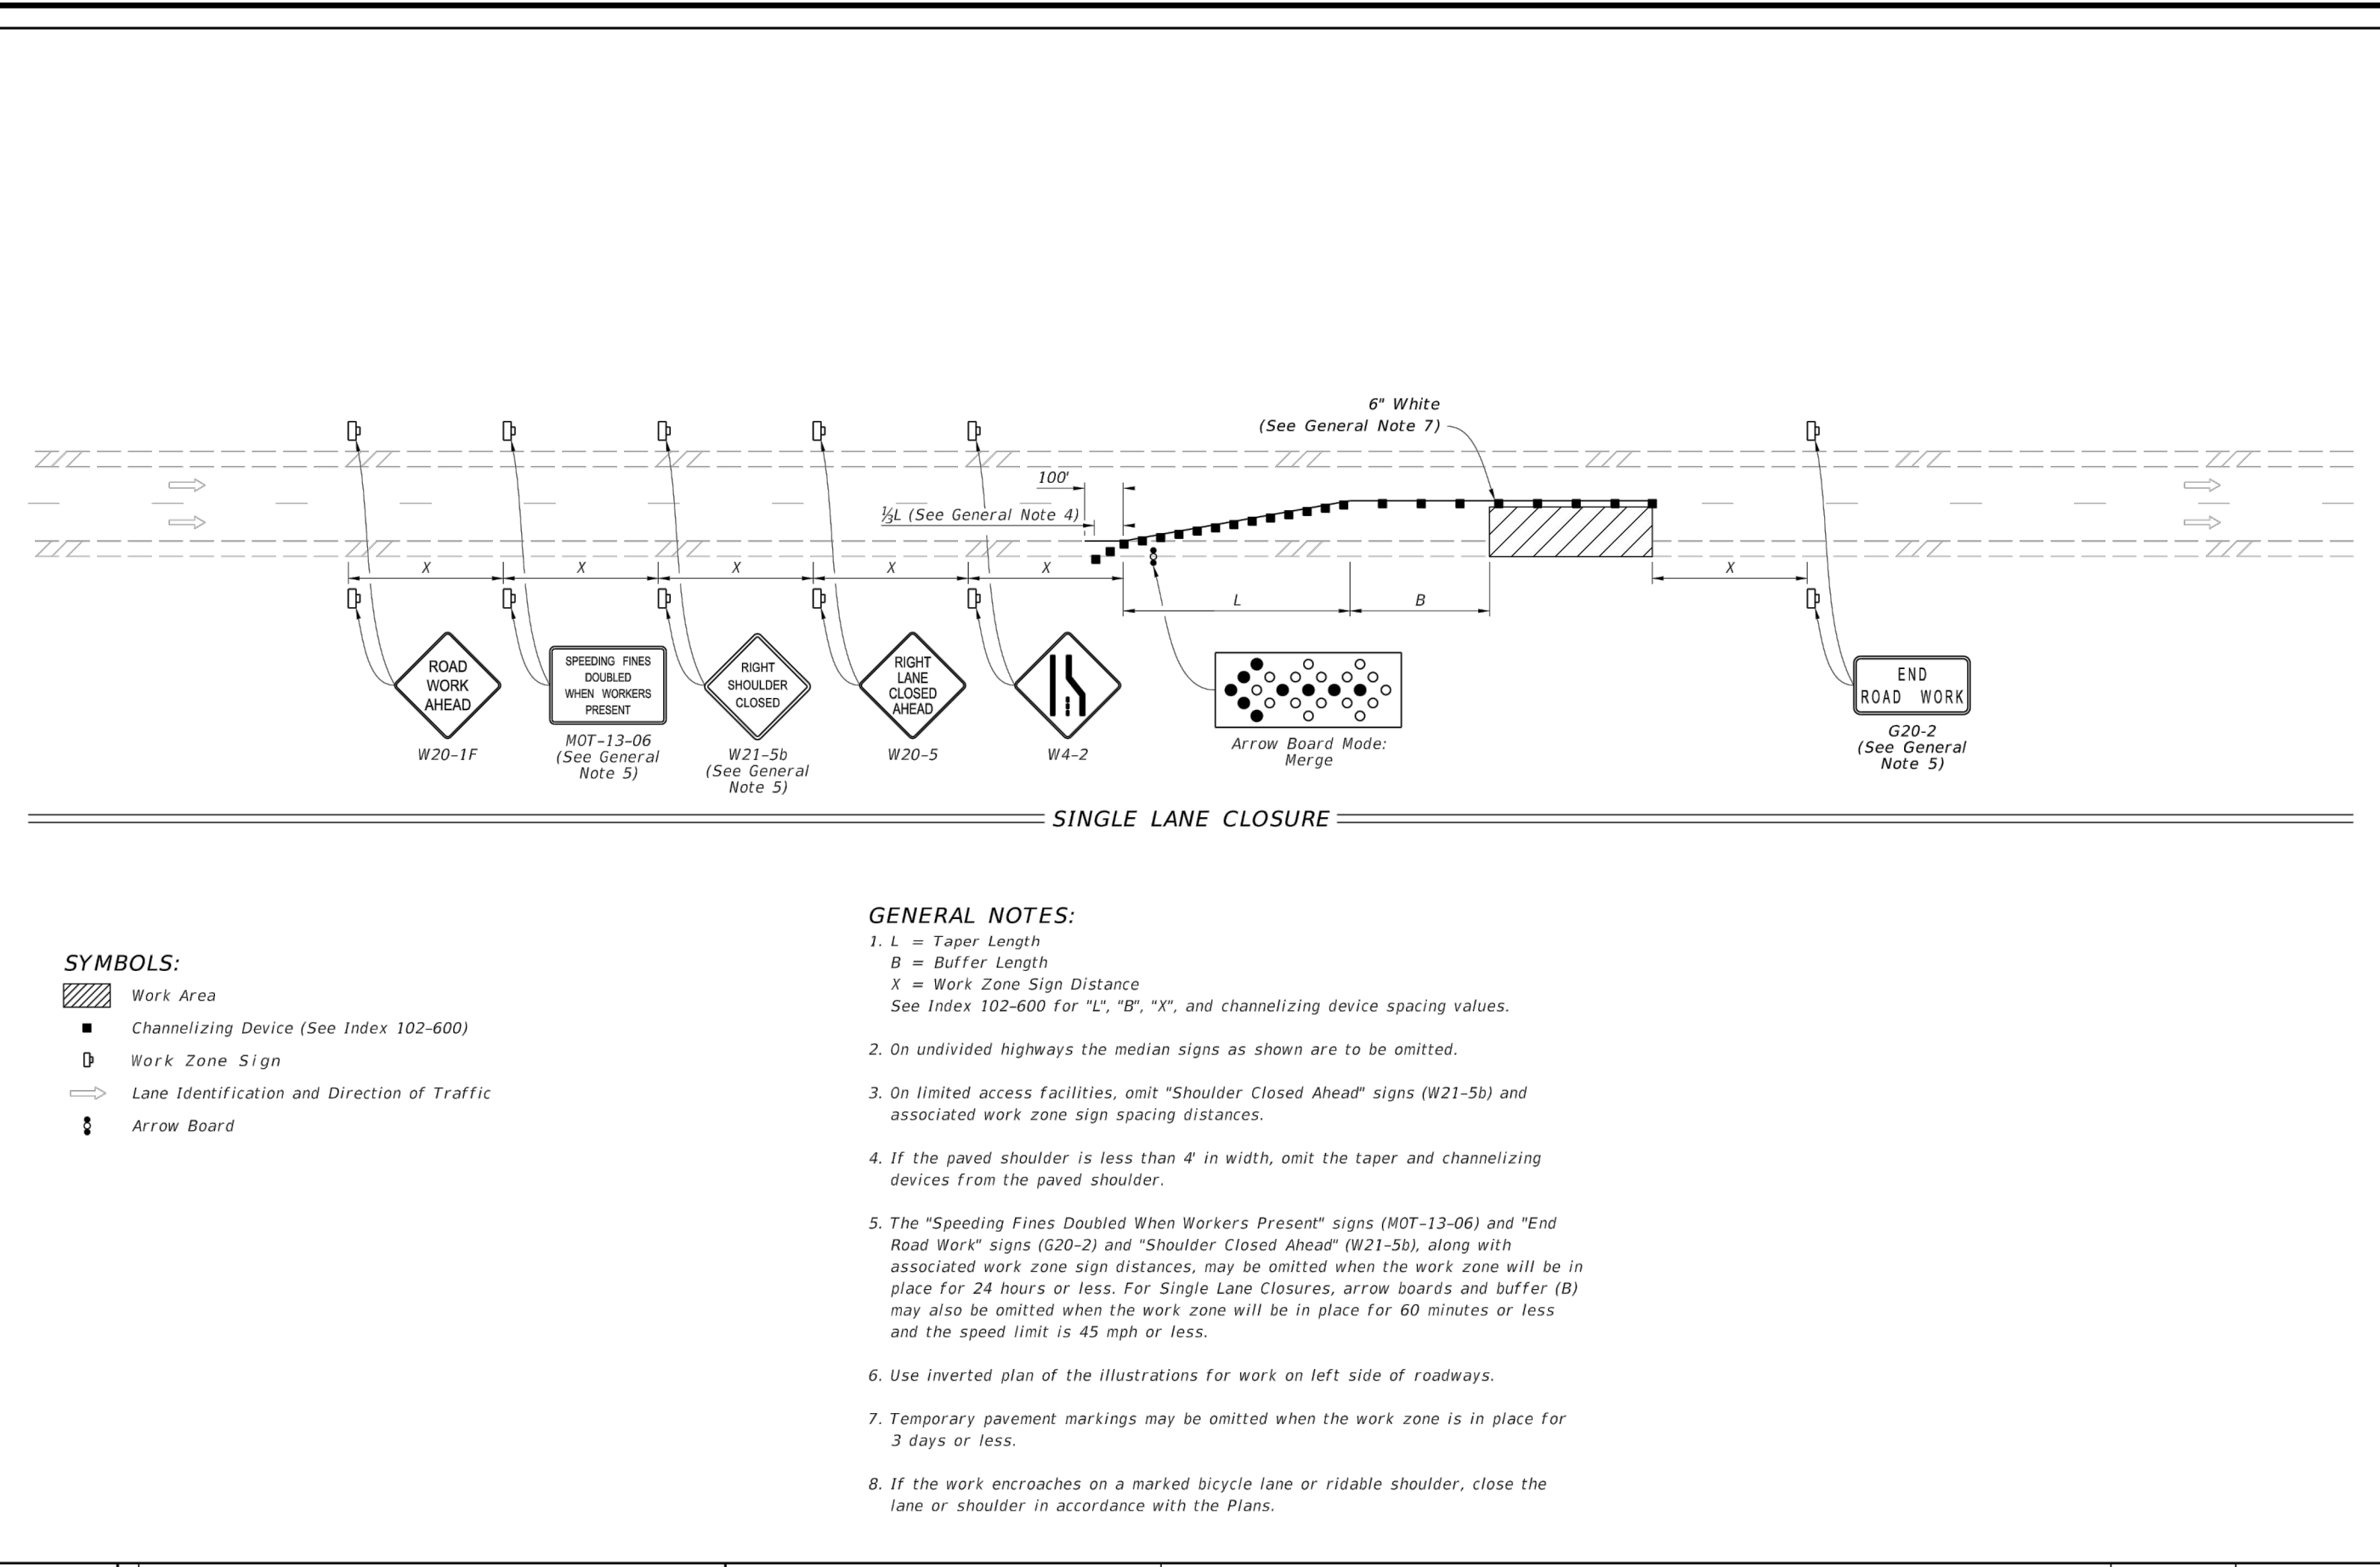 6" White
(See General Note 7)
100'
⅓L (See General Note 4)
X
X
X
X
X
X
L
B
ROAD
WORK
AHEAD
W20-1F
SPEEDING FINES
DOUBLED
WHEN WORKERS
PRESENT
MOT-13-06
(See General
Note 5)
RIGHT
SHOULDER
CLOSED
W21-5b
(See General
Note 5)
RIGHT
LANE
CLOSED
AHEAD
W20-5
W4-2
Arrow Board Mode:
Merge
END
ROAD WORK
G20-2
(See General
Note 5)
SINGLE LANE CLOSURE
SYMBOLS:
Work Area
Channelizing Device (See Index 102-600)
Work Zone Sign
Lane Identification and Direction of Traffic
Arrow Board
GENERAL NOTES:
1. L = Taper Length
B = Buffer Length
X = Work Zone Sign Distance
See Index 102-600 for "L", "B", "X", and channelizing device spacing values.
2. On undivided highways the median signs as shown are to be omitted.
3. On limited access facilities, omit "Shoulder Closed Ahead" signs (W21-5b) and
associated work zone sign spacing distances.
4. If the paved shoulder is less than 4' in width, omit the taper and channelizing
devices from the paved shoulder.
5. The "Speeding Fines Doubled When Workers Present" signs (MOT-13-06) and "End
Road Work" signs (G20-2) and "Shoulder Closed Ahead" (W21-5b), along with
associated work zone sign distances, may be omitted when the work zone will be in
place for 24 hours or less. For Single Lane Closures, arrow boards and buffer (B)
may also be omitted when the work zone will be in place for 60 minutes or less
and the speed limit is 45 mph or less.
6. Use inverted plan of the illustrations for work on left side of roadways.
7. Temporary pavement markings may be omitted when the work zone is in place for
3 days or less.
8. If the work encroaches on a marked bicycle lane or ridable shoulder, close the
lane or shoulder in accordance with the Plans.